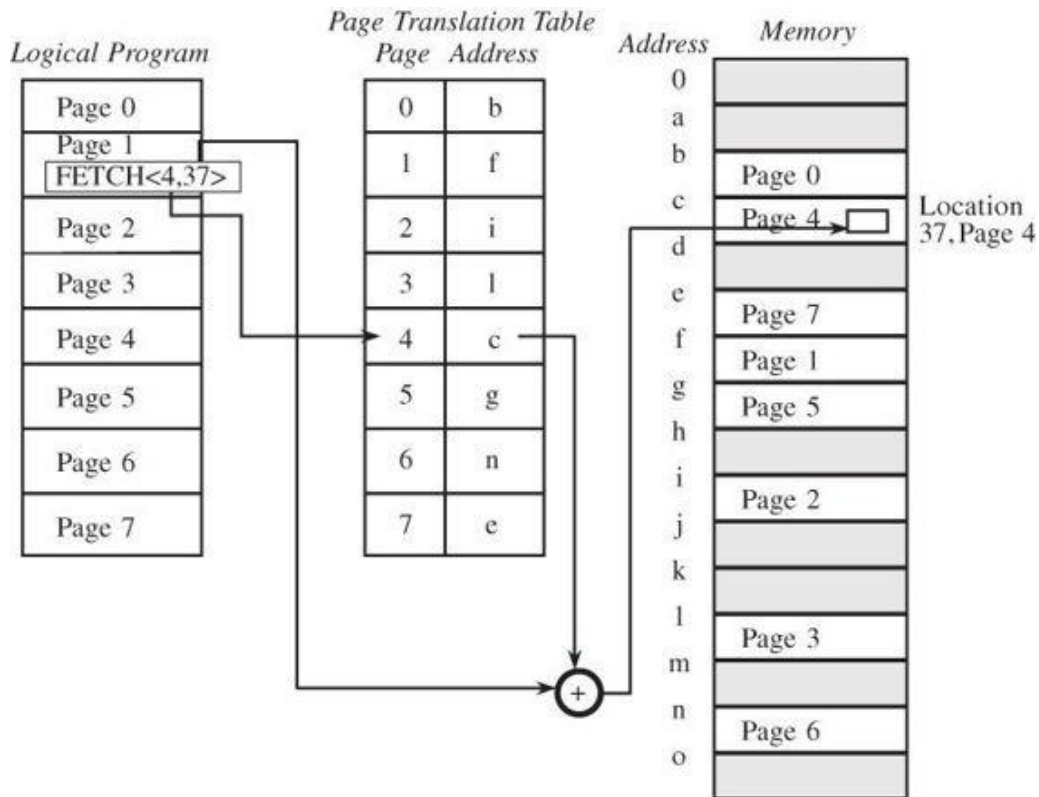 Page Translation Table
Logical Program
Page Address
Address
Memory
Page 0
Page 1
FETCH<4,37>
Page 2
Page 3
Page 4
Page 5
Page 6
Page 7
0 b
1 f
2 i
3 l
4 c
5 g
6 n
7 e
+
0
a
b
c
d
e
f
g
h
i
j
k
l
m
n
o
Page 0
Page 4
Page 7
Page 1
Page 5
Page 2
Page 3
Page 6
Location
37, Page 4